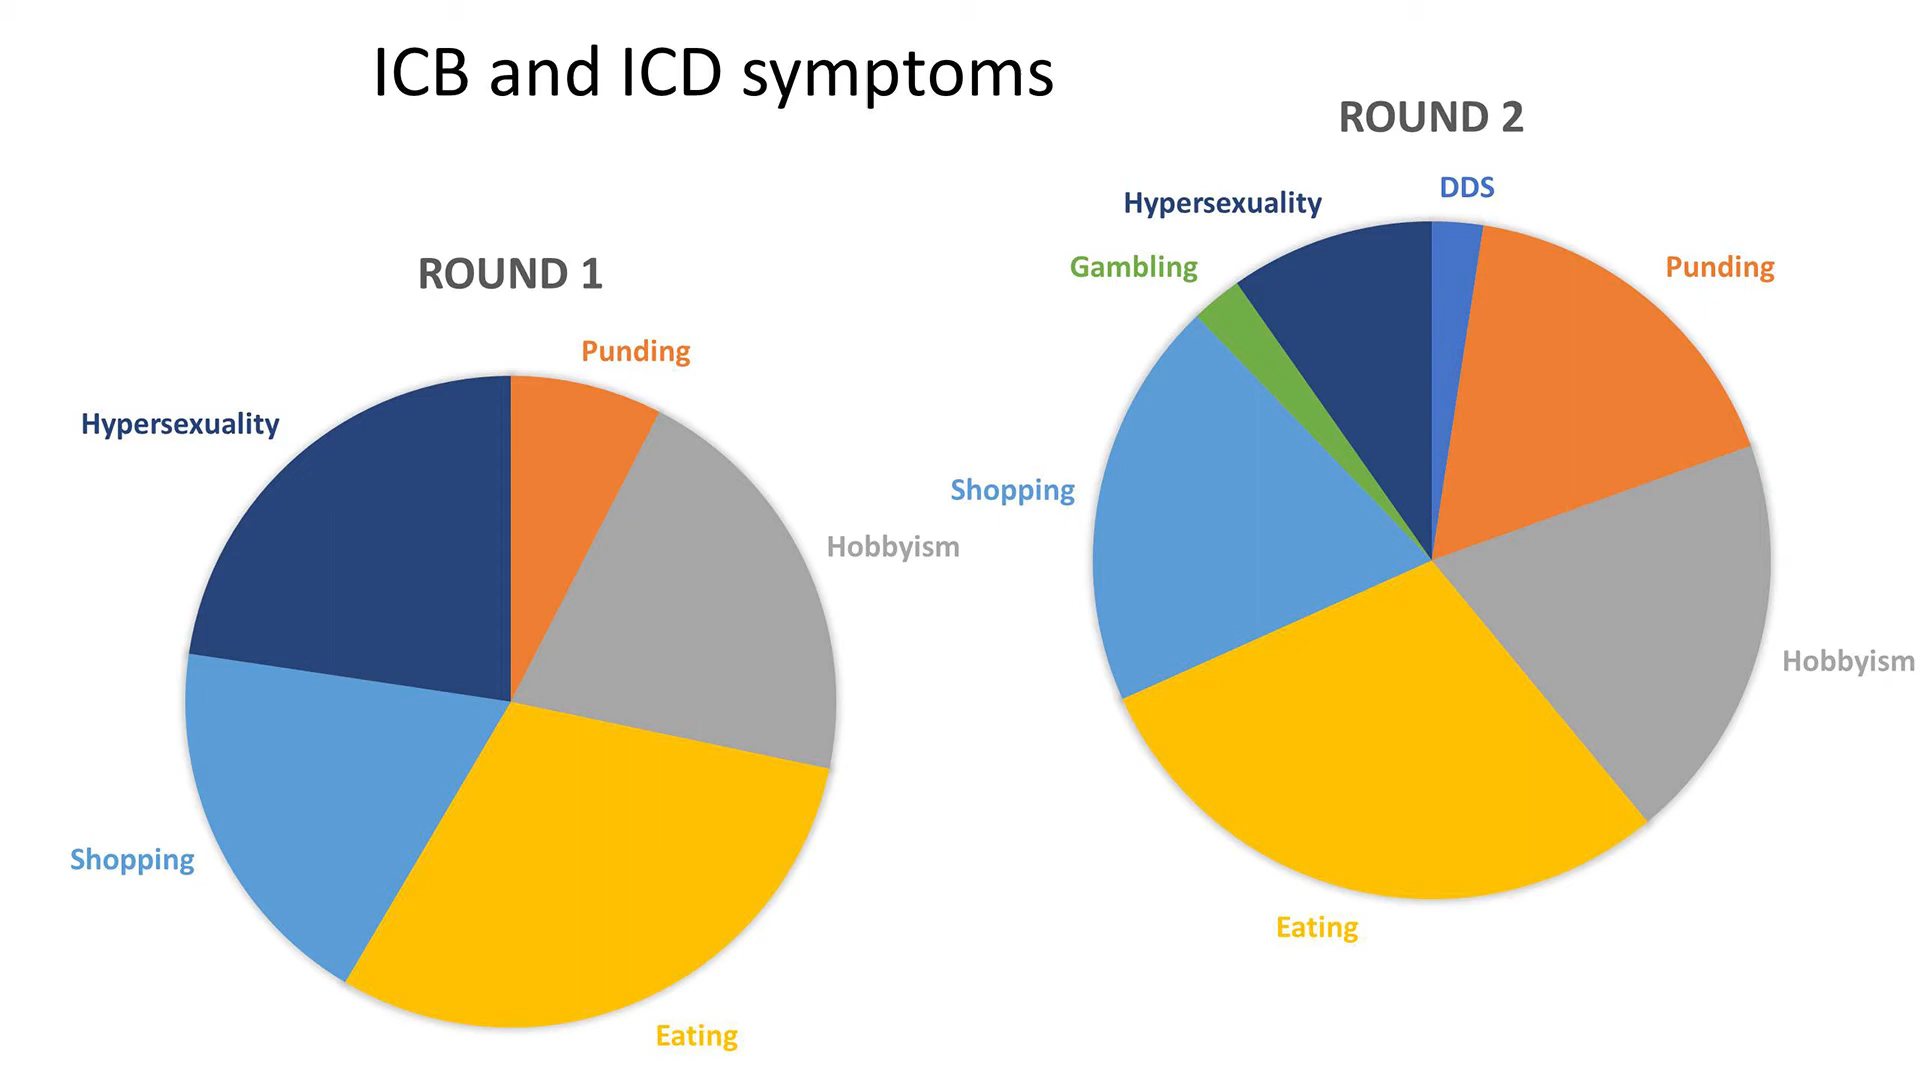 ICB and ICD symptoms
ROUND 1
Punding
Hypersexuality
Hobbyism
Shopping
Eating
ROUND 2
DDS
Hypersexuality
Gambling
Punding
Shopping
Hobbyism
Eating